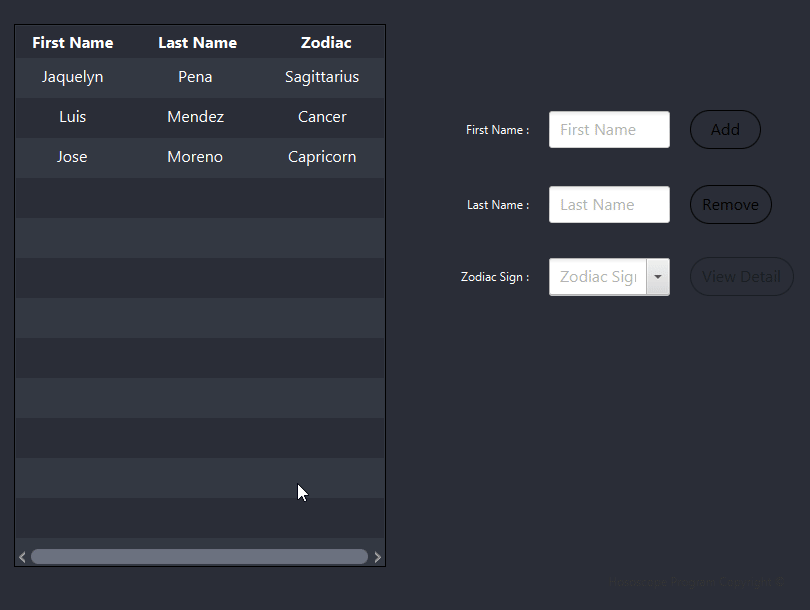 First Name Last Name Zodiac
Jaquelyn Pena Sagittarius
Luis Mendez Cancer
Jose Moreno Capricorn
First Name : First Name Add
Last Name : Last Name Remove
Zodiac Sign : Zodiac Sign View Detail